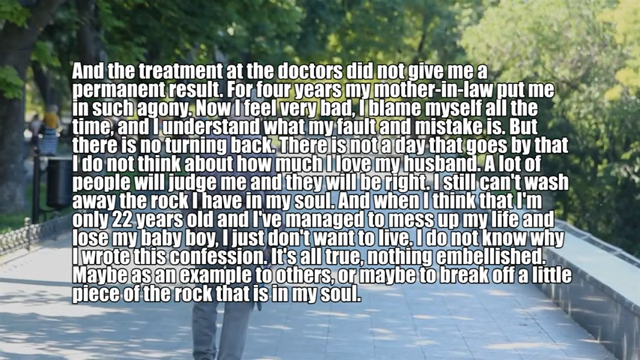 And the treatment at the doctors did not give me a
permanent result. For four years my mother-in-law put me
in such agony. Now I feel very bad, I blame myself all the
time, and I understand what my fault and mistake is. But
there is no turning back. There is not a day that goes by that
I do not think about how much I love my husband. A lot of
people will judge me and they will be right. I still can't wash
away the rock I have in my soul. And when I think that I'm
only 22 years old and I've managed to mess up my life and
lose my baby boy, I just don't want to live. I do not know why
I wrote this confession. It's all true, nothing embellished.
Maybe as an example to others, or maybe to break off a little
piece of the rock that is in my soul.